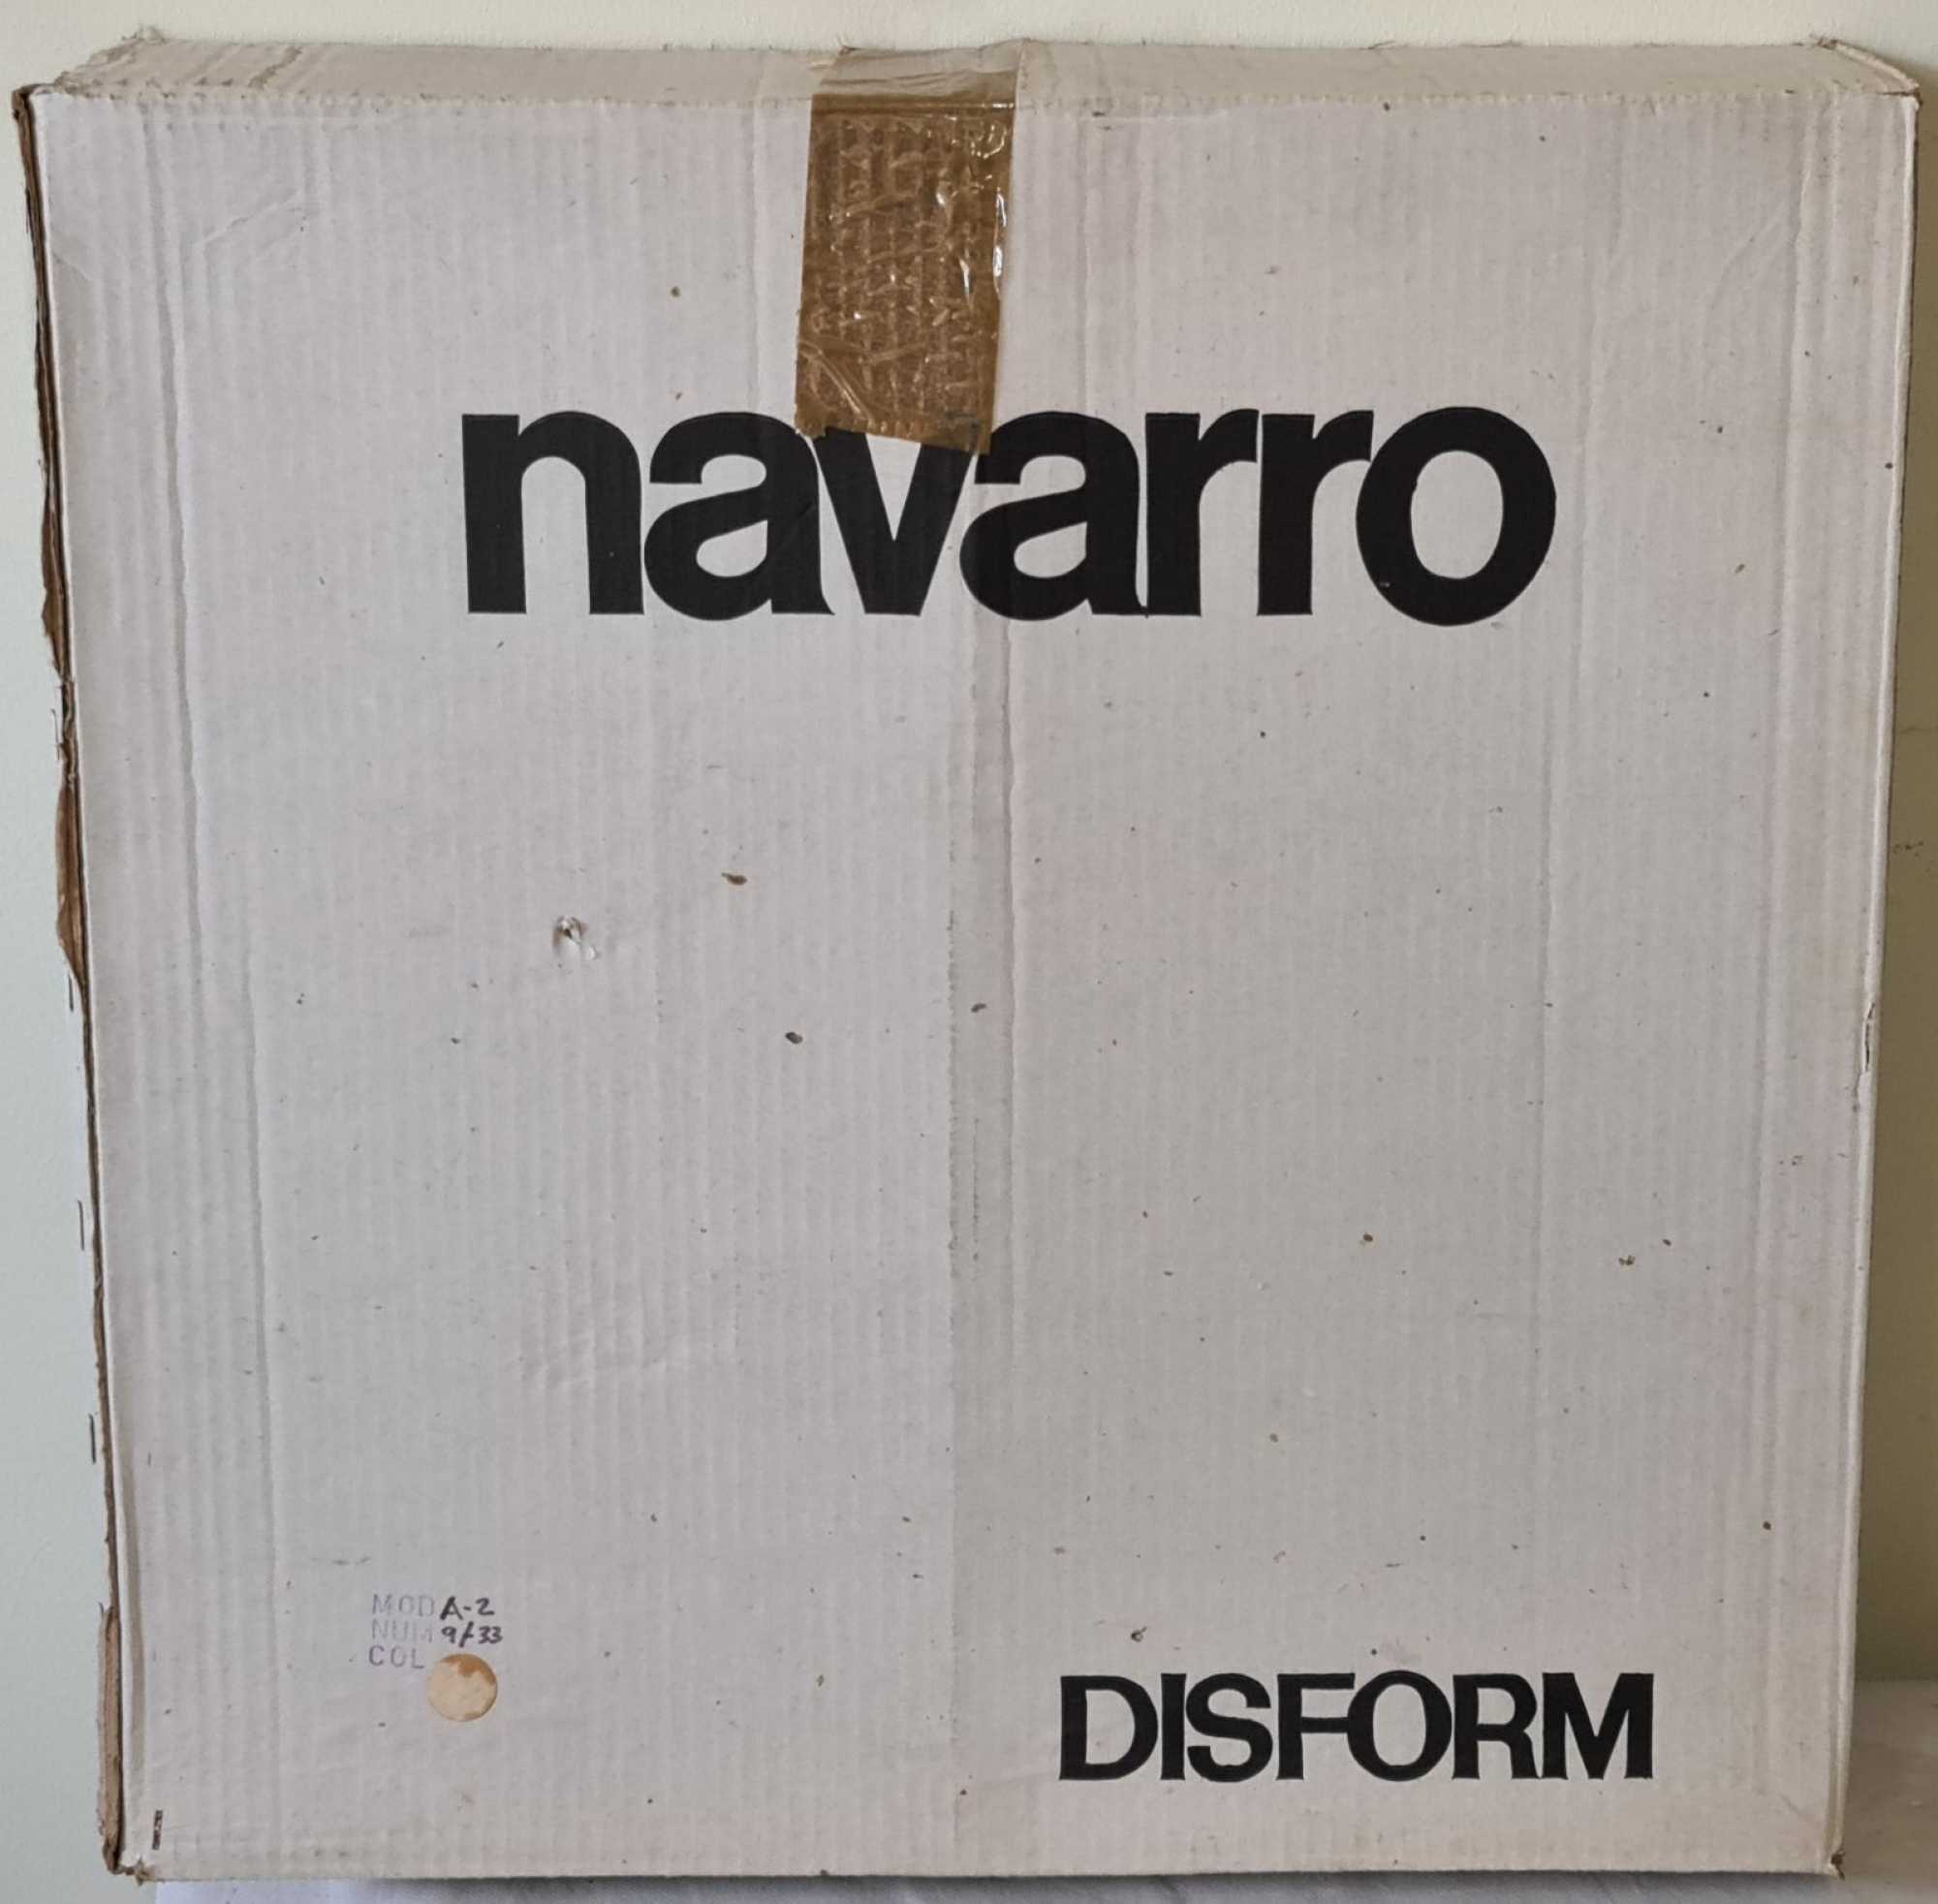 navarro
MOD A-2
NUM 9/33
COL
DISFORM